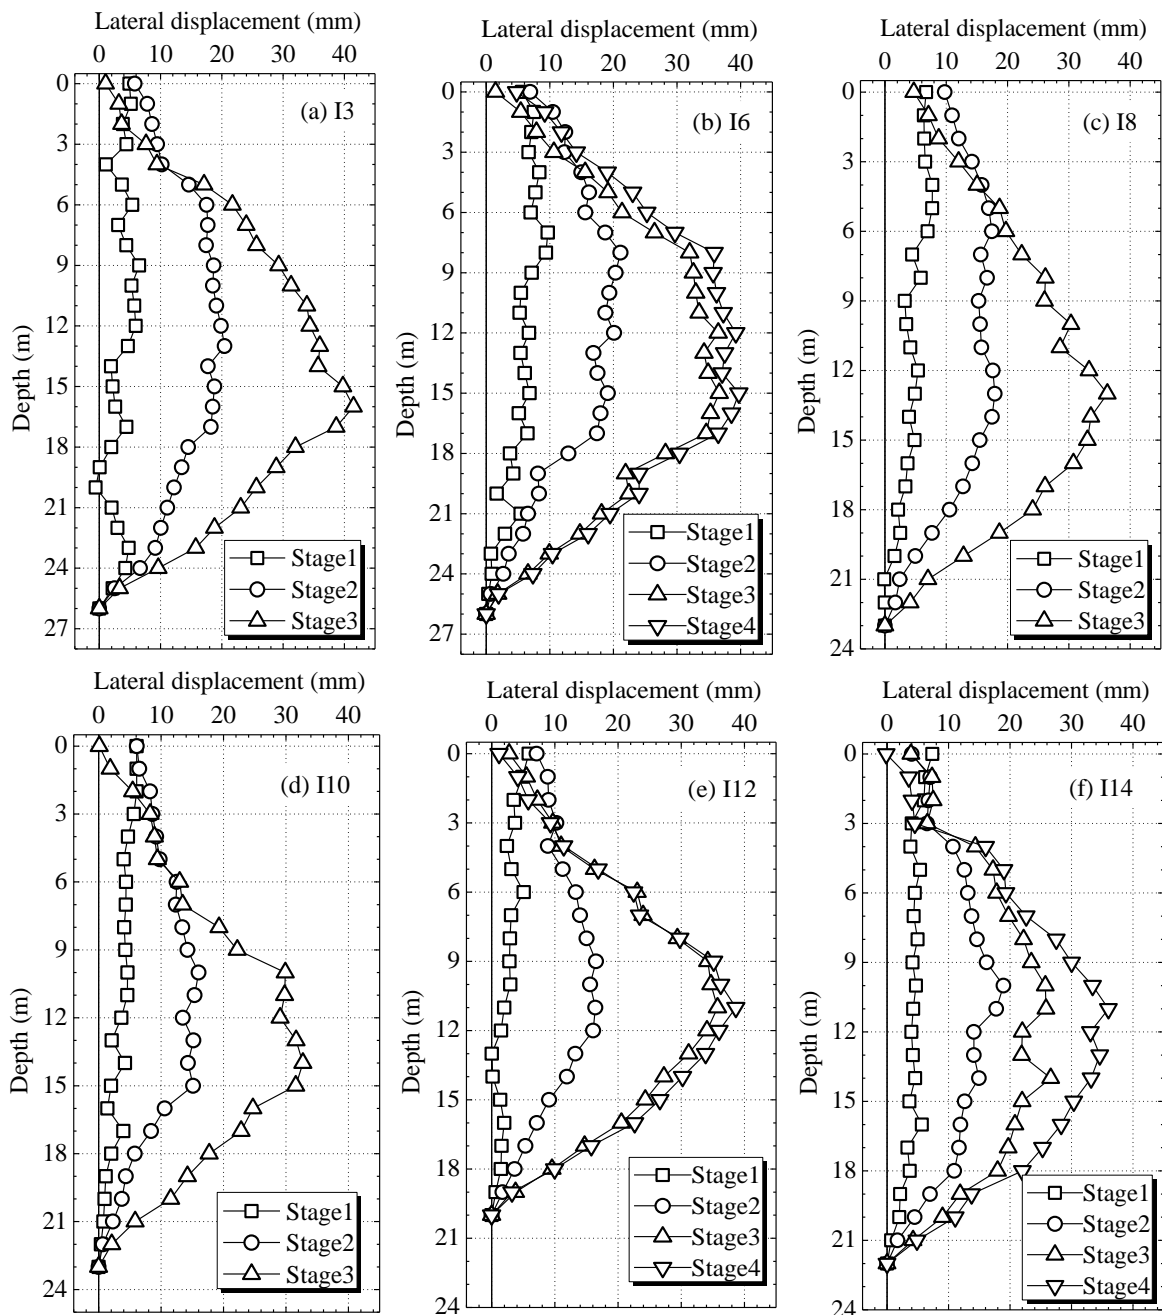 Lateral displacement (mm)
0 10 20 30 40
0
3
6
9
12
15
18
21
24
27
Depth (m)
(a) I3
Stage1
Stage2
Stage3
Lateral displacement (mm)
0 10 20 30 40
0
3
6
9
12
15
18
21
24
27
Depth (m)
(b) I6
Stage1
Stage2
Stage3
Stage4
Lateral displacement (mm)
0 10 20 30 40
0
3
6
9
12
15
18
21
24
Depth (m)
(c) I8
Stage1
Stage2
Stage3
Lateral displacement (mm)
0 10 20 30 40
0
3
6
9
12
15
18
21
24
Depth (m)
(d) I10
Stage1
Stage2
Stage3
Lateral displacement (mm)
0 10 20 30 40
0
3
6
9
12
15
18
21
24
Depth (m)
(e) I12
Stage1
Stage2
Stage3
Stage4
Lateral displacement (mm)
0 10 20 30 40
0
3
6
9
12
15
18
21
24
Depth (m)
(f) I14
Stage1
Stage2
Stage3
Stage4